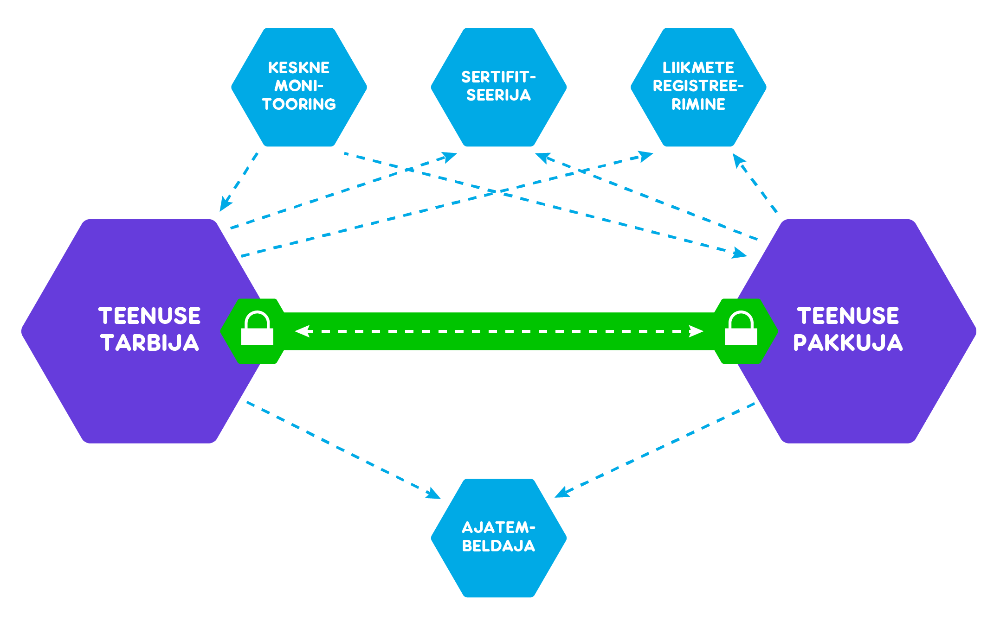 KESKNE
MONI-
TOORING
SERTIFIT-
SEERIJA
LIIKMETE
REGISTREE-
RIMINE
TEENUSE
TARBIJA
TEENUSE
PAKKUJA
AJATEM-
BELDAJA